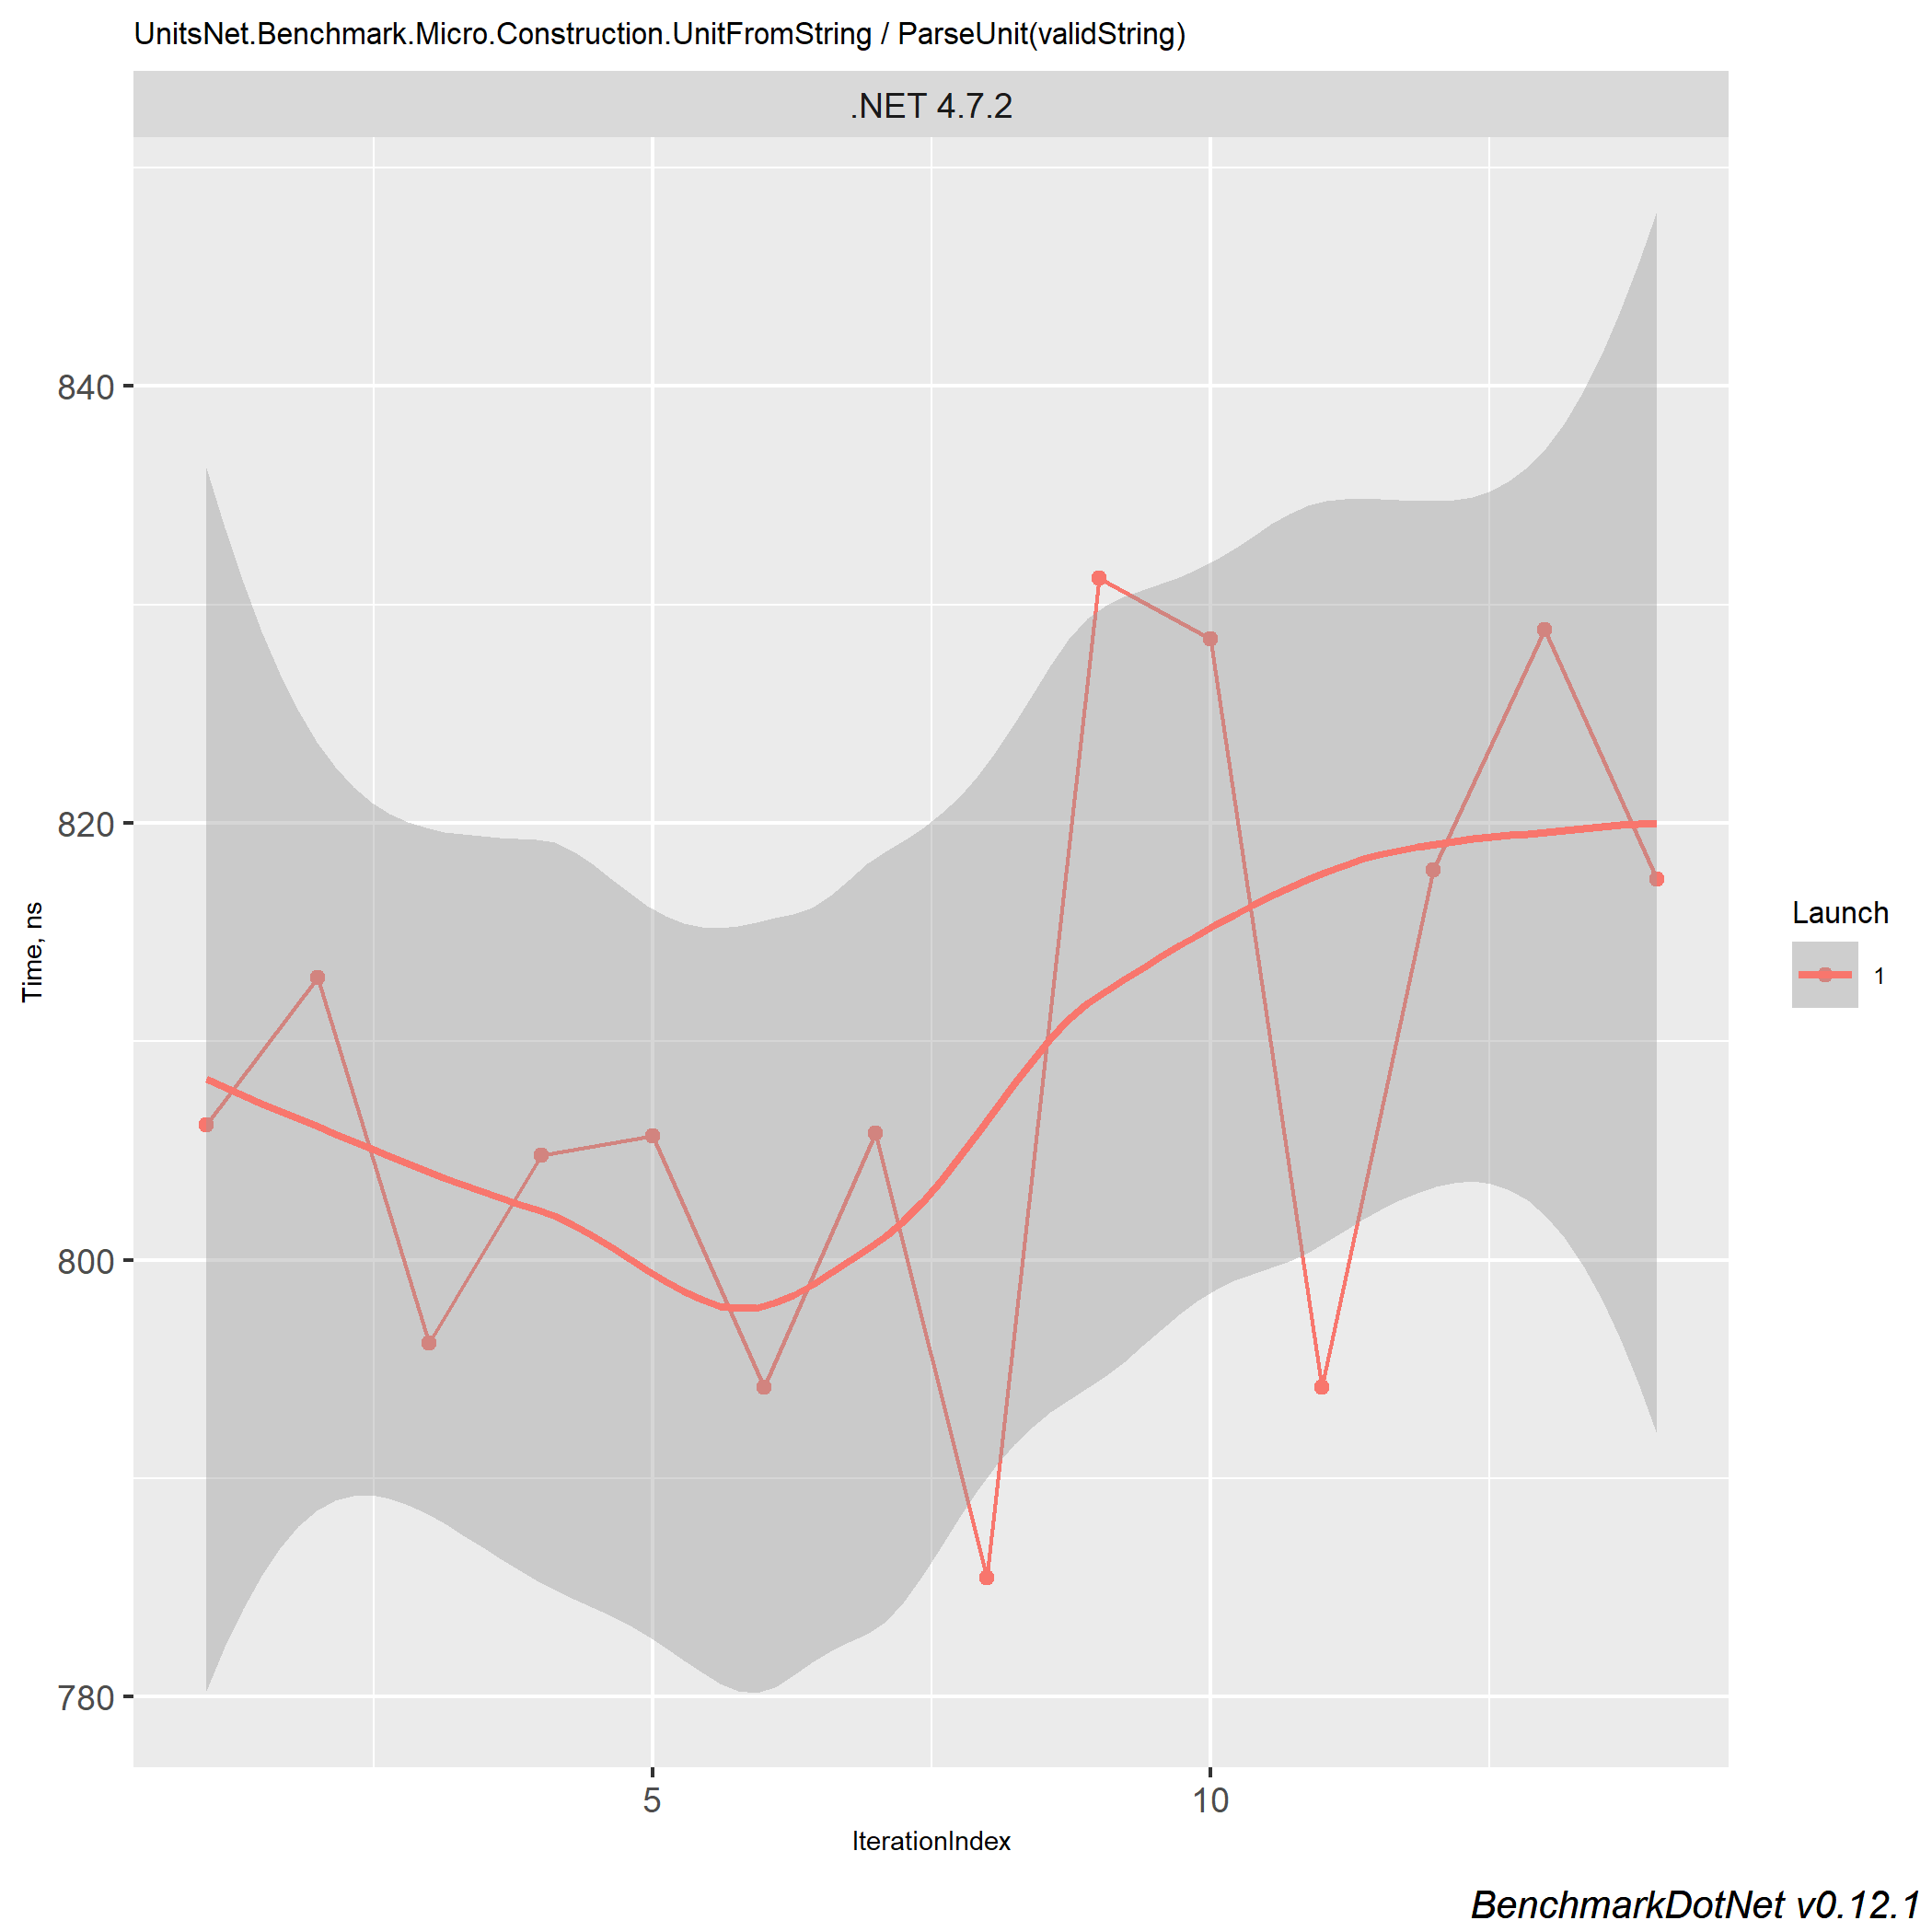 UnitsNet.Benchmark.Micro.Construction.UnitFromString / ParseUnit(validString)
.NET 4.7.2
840
820
800
780
Time, ns
5
10
IterationIndex
Launch
1
BenchmarkDotNet v0.12.1